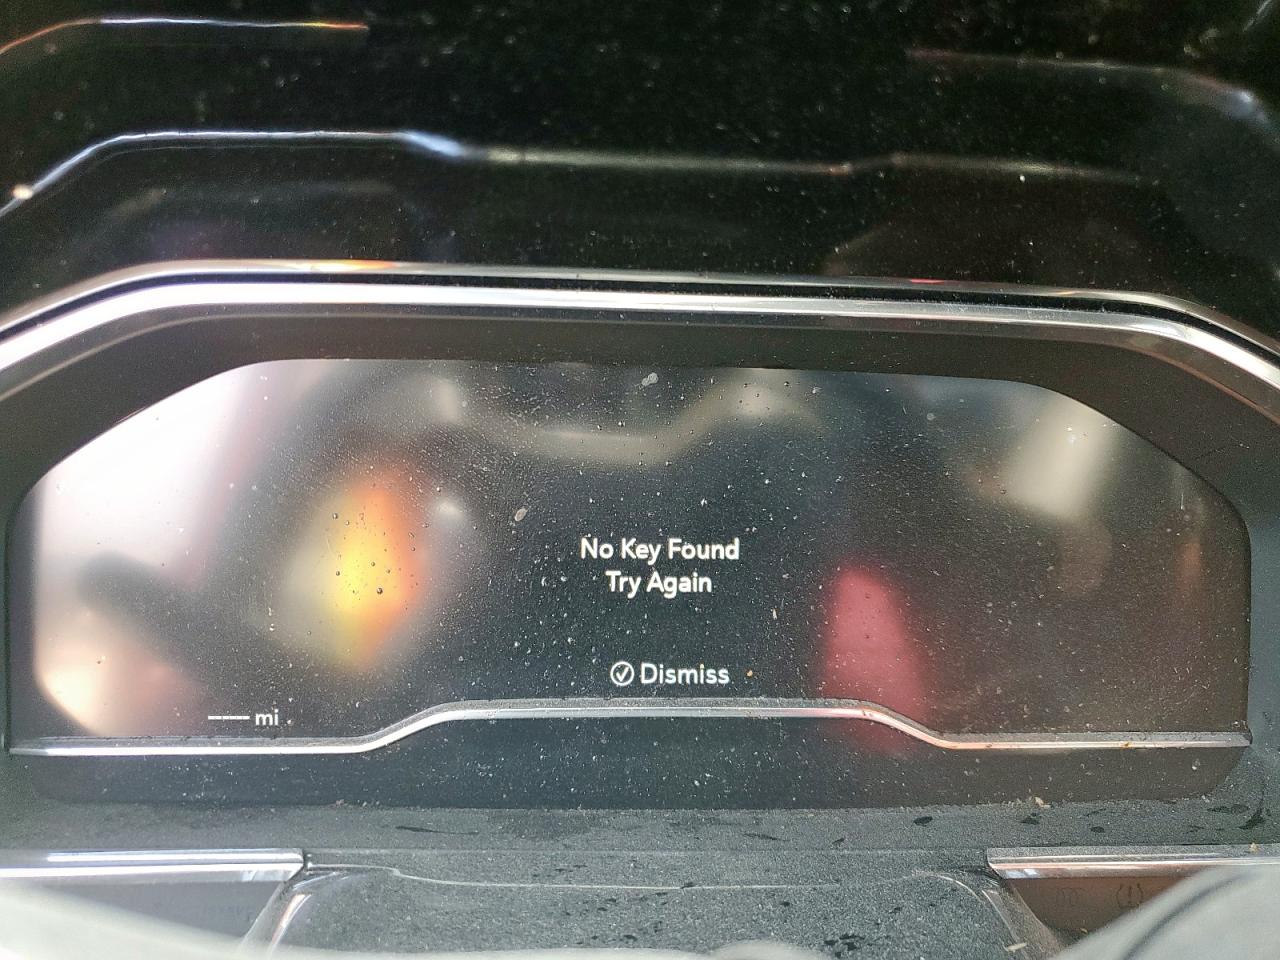 No Key Found
Try Again
Dismiss
----- mi